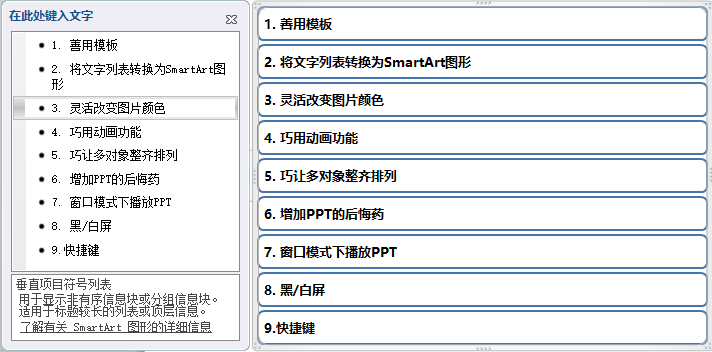 在此处键入文字
1. 善用模板
2. 将文字列表转换为SmartArt图
形
3. 灵活改变图片颜色
4. 巧用动画功能
5. 巧让多对象整齐排列
6. 增加PPT的后悔药
7. 窗口模式下播放PPT
8. 黑/白屏
9.快捷键
垂直项目符号列表
用于显示非有序信息块或分组信息块。
适用于标题较长的列表或顶层信息。
了解有关 SmartArt 图形的详细信息
1. 善用模板
2. 将文字列表转换为SmartArt图形
3. 灵活改变图片颜色
4. 巧用动画功能
5. 巧让多对象整齐排列
6. 增加PPT的后悔药
7. 窗口模式下播放PPT
8. 黑/白屏
9.快捷键